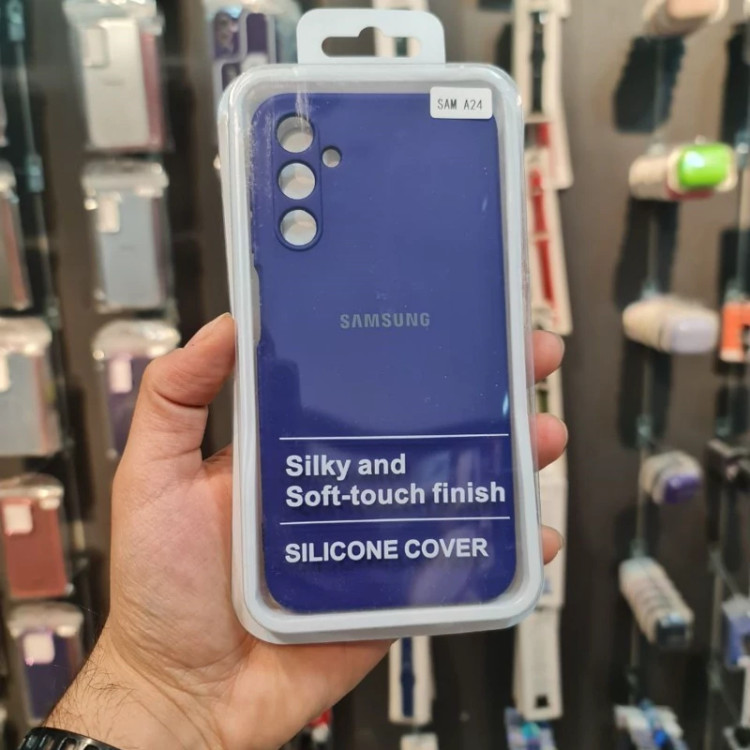 SAM A24
SAMSUNG
Silky and
Soft-touch finish
SILICONE COVER